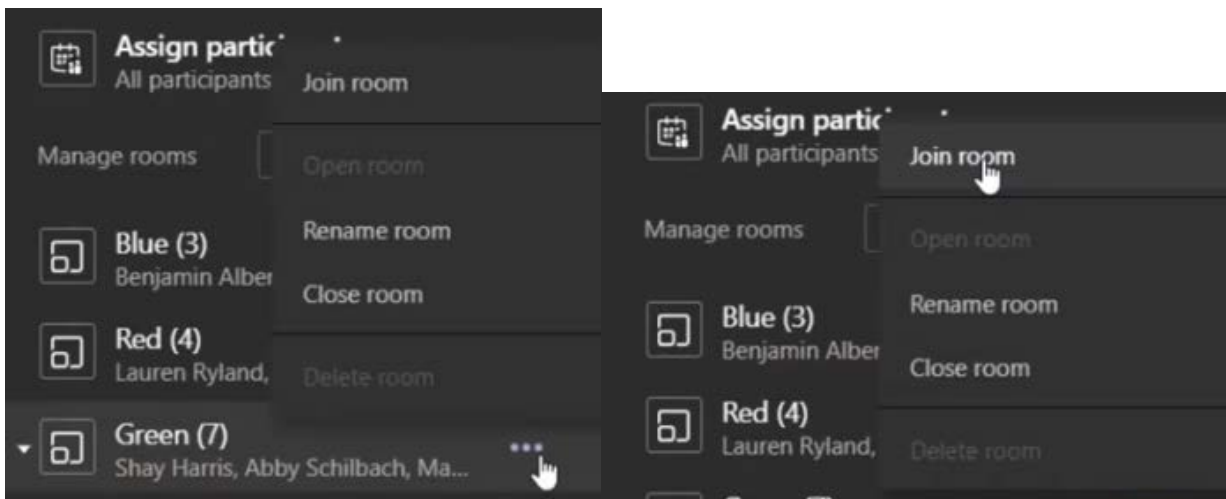 Assign partic
All participants
Join room
Manage rooms
Open room
Blue (3)
Benjamin Alber
Rename room
Close room
Red (4)
Lauren Ryland,
Delete room
Green (7)
Shay Harris, Abby Schilbach, Ma...
Assign partic
All participants
Join room
Manage rooms
Open room
Blue (3)
Benjamin Alber
Rename room
Close room
Red (4)
Lauren Ryland,
Delete room